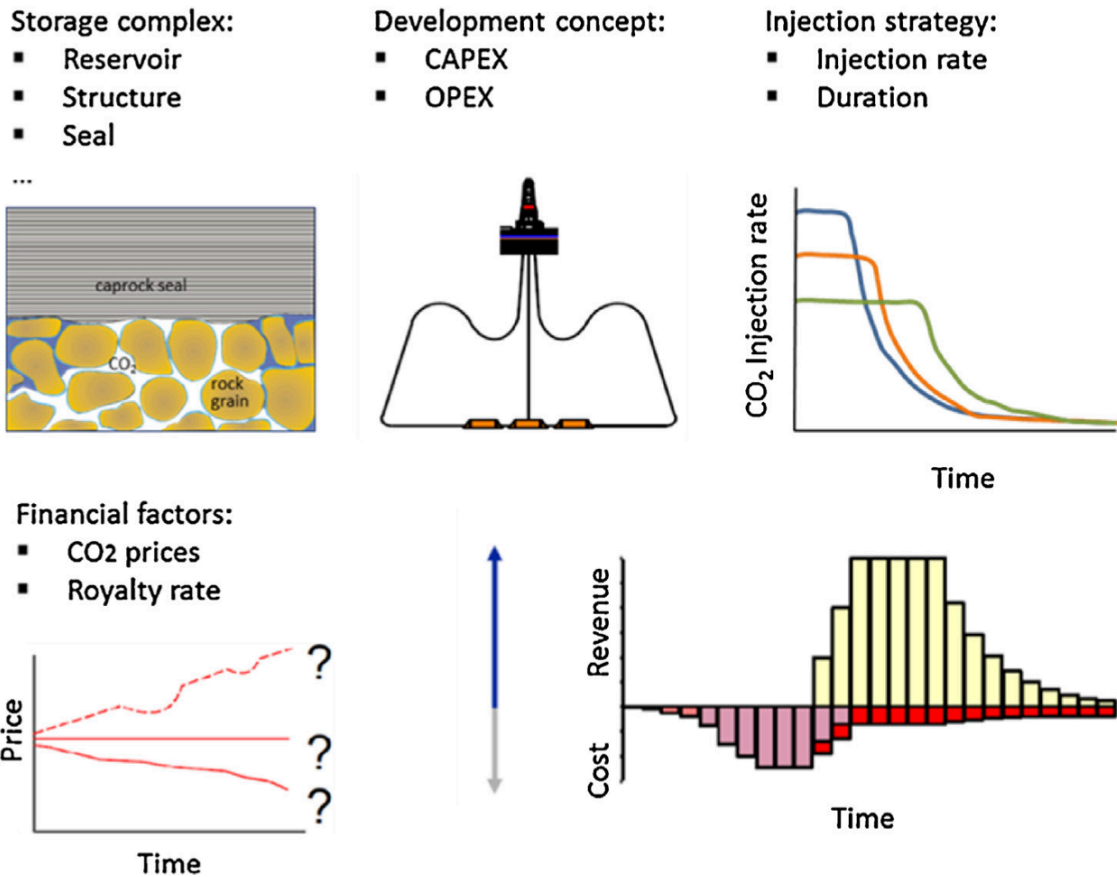 Storage complex:
▪ Reservoir
▪ Structure
▪ Seal
...
caprock seal
CO₂
rock
grain
Development concept:
▪ CAPEX
▪ OPEX
Injection strategy:
▪ Injection rate
▪ Duration
CO₂ Injection rate
Time
Financial factors:
▪ CO2 prices
▪ Royalty rate
Price
?
?
?
Time
Revenue
Cost
Time